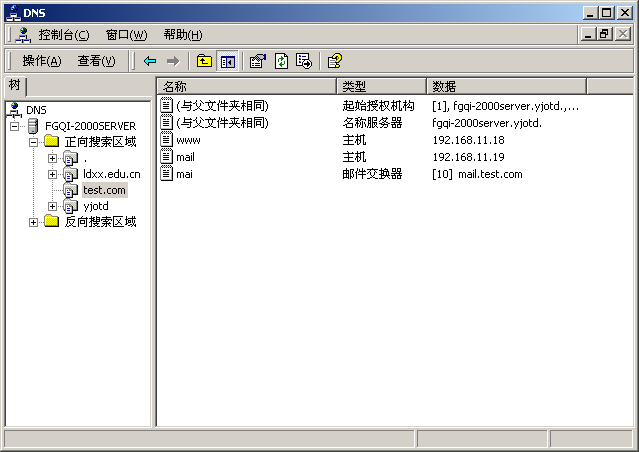 DNS
控制台(C) 窗口(W) 帮助(H)
操作(A) 查看(V)
树
名称 类型 数据
DNS
FGQI-2000SERVER
正向搜索区域
.
ldxx.edu.cn
test.com
yjotd
反向搜索区域
(与父文件夹相同) 起始授权机构 [1], fgqi-2000server.yjotd.,...
(与父文件夹相同) 名称服务器 fgqi-2000server.yjotd.
www 主机 192.168.11.18
mail 主机 192.168.11.19
mai 邮件交换器 [10] mail.test.com